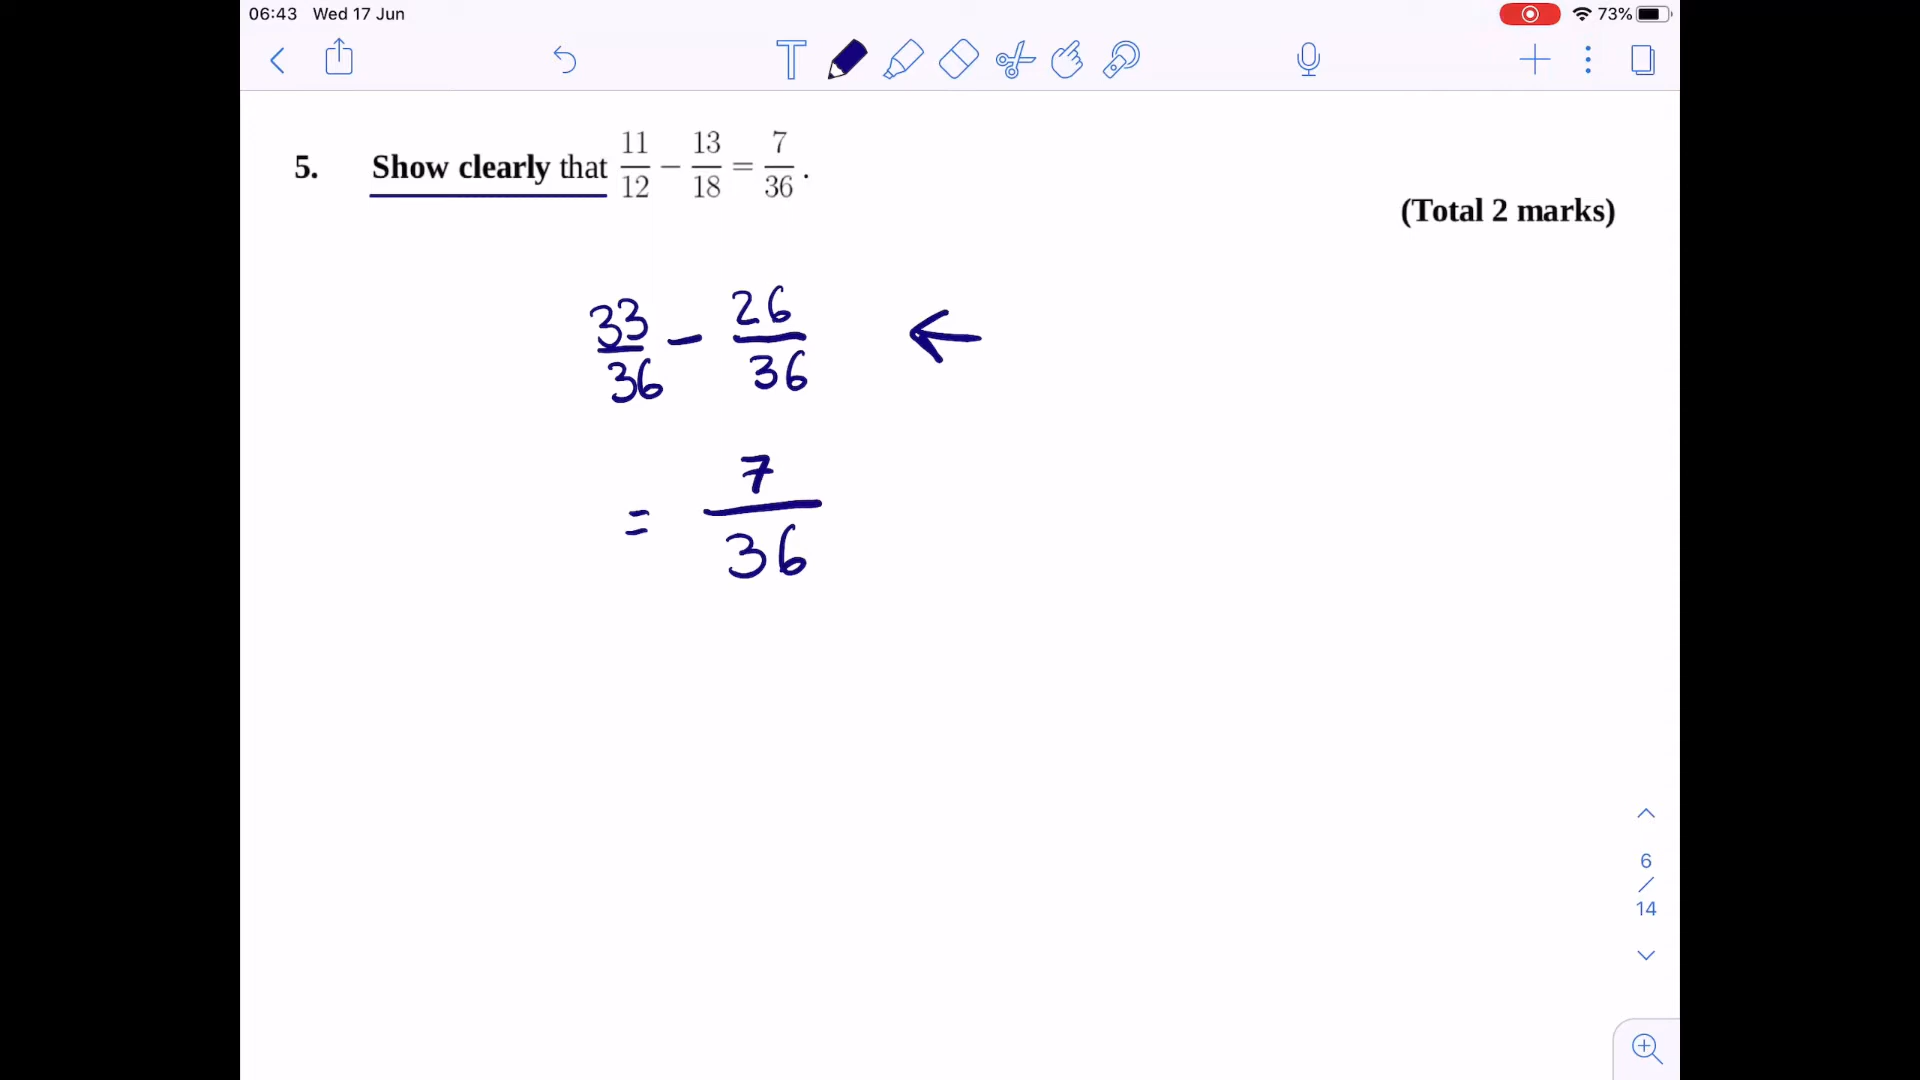 06:43 Wed 17 Jun 73%
T
5. Show clearly that 11/12 − 13/18 = 7/36 .
(Total 2 marks)
33/36 − 26/36 ←
= 7/36
6
/
14